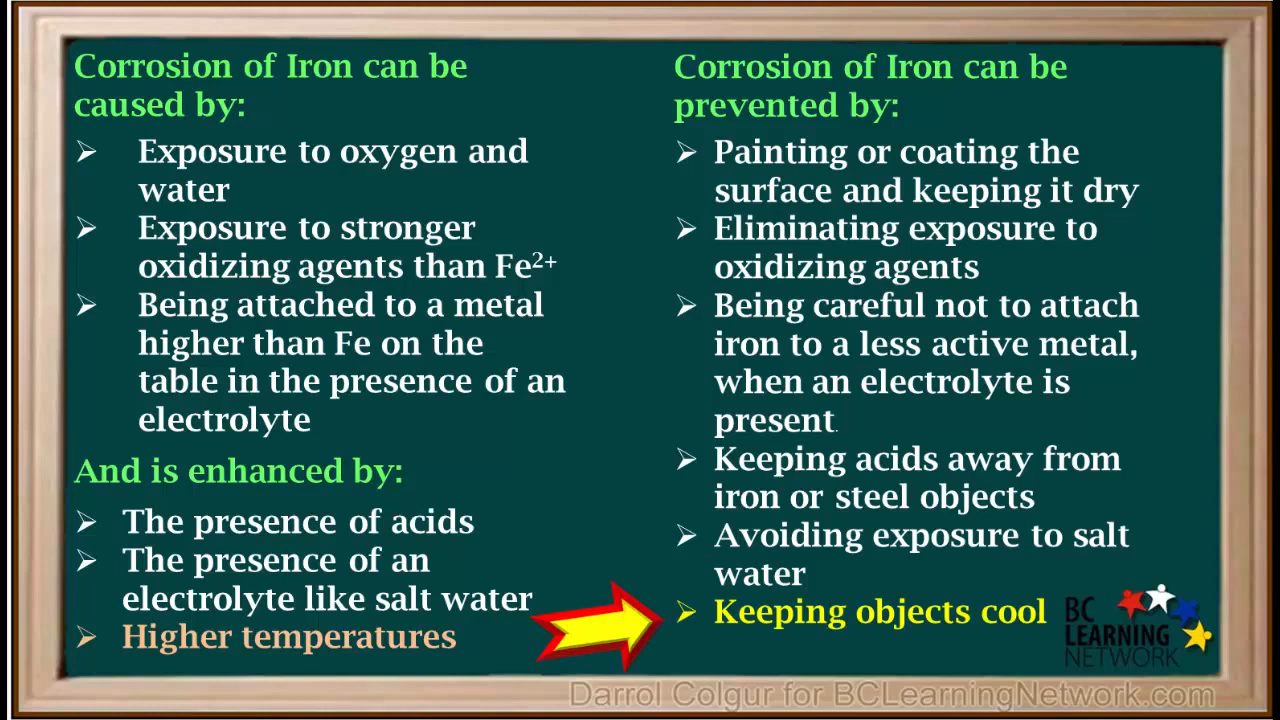 Corrosion of Iron can be
caused by:
➢ Exposure to oxygen and
water
➢ Exposure to stronger
oxidizing agents than Fe²⁺
➢ Being attached to a metal
higher than Fe on the
table in the presence of an
electrolyte
And is enhanced by:
➢ The presence of acids
➢ The presence of an
electrolyte like salt water
➢ Higher temperatures
Corrosion of Iron can be
prevented by:
➢ Painting or coating the
surface and keeping it dry
➢ Eliminating exposure to
oxidizing agents
➢ Being careful not to attach
iron to a less active metal,
when an electrolyte is
present.
➢ Keeping acids away from
iron or steel objects
➢ Avoiding exposure to salt
water
➢ Keeping objects cool
BC
LEARNING
NETWORK
Darrol Colgur for BCLearningNetwork.com